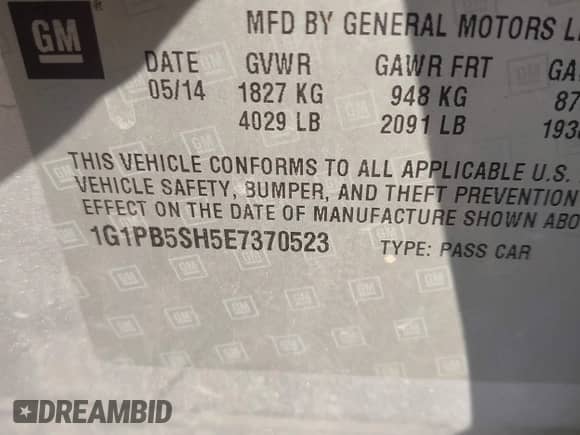 GM
MFD BY GENERAL MOTORS
DATE GVWR GAWR FRT
05/14 1827 KG 948 KG
4029 LB 2091 LB
THIS VEHICLE CONFORMS TO ALL APPLICABLE U.S.
VEHICLE SAFETY, BUMPER, AND THEFT PREVENTION
EFFECT ON THE DATE OF MANUFACTURE SHOWN
1G1PB5SH5E7370523 TYPE: PASS CAR
DREAMBID